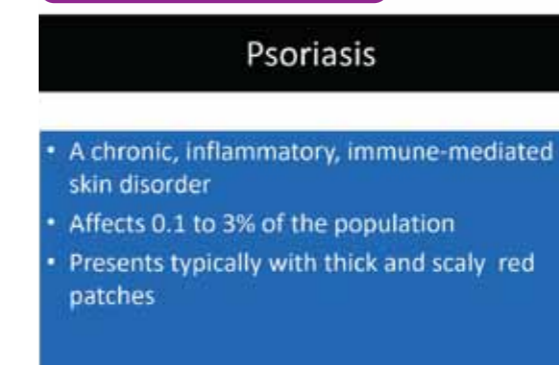 Psoriasis
• A chronic, inflammatory, immune-mediated
skin disorder
• Affects 0.1 to 3% of the population
• Presents typically with thick and scaly red
patches